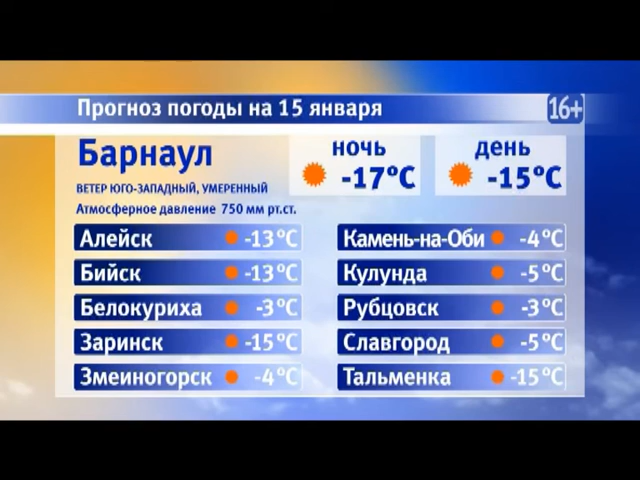 Прогноз погоды на 15 января 16+
Барнаул
ночь -17°C
день -15°C
ВЕТЕР ЮГО-ЗАПАДНЫЙ, УМЕРЕННЫЙ
Атмосферное давление 750 мм рт.ст.
Алейск -13°C
Бийск -13°C
Белокуриха -3°C
Заринск -15°C
Змеиногорск -4°C
Камень-на-Оби -4°C
Кулунда -5°C
Рубцовск -3°C
Славгород -5°C
Тальменка -15°C